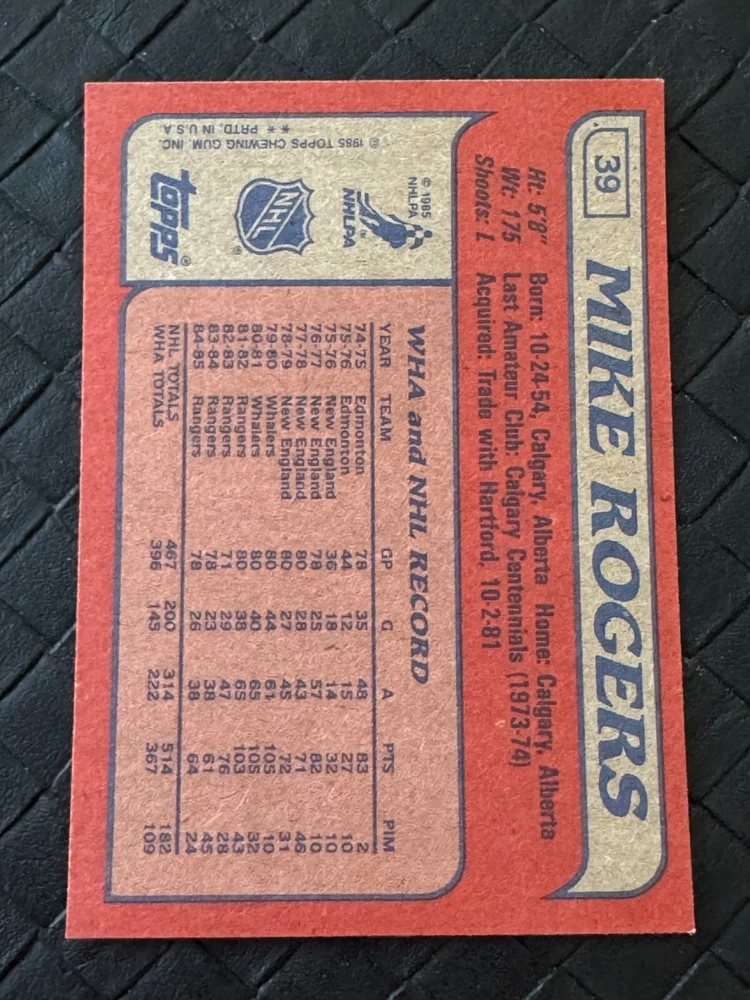 39
MIKE ROGERS
Ht: 5'8" Born: 10-24-54, Calgary, Alberta Home: Calgary, Alberta
Wt: 175 Last Amateur Club: Calgary Centennials (1973-74)
Shoots: L Acquired: Trade with Hartford, 10-2-81
© 1985
NHLPA
NHLPA
TM
NHL
®
topps®
© 1985 TOPPS CHEWING GUM, INC.
* * PRTD. IN U.S.A.
WHA and NHL RECORD
YEAR TEAM GP G A PTS PIM
74-75 Edmonton 78 35 48 83 2
75-76 Edmonton 44 12 15 27 10
75-76 New England 36 18 14 32 10
76-77 New England 78 25 57 82 10
77-78 New England 80 28 43 71 46
78-79 New England 80 27 45 72 31
79-80 Whalers 80 44 61 105 10
80-81 Whalers 80 40 65 105 32
81-82 Rangers 80 38 65 103 43
82-83 Rangers 71 29 47 76 28
83-84 Rangers 78 23 38 61 45
84-85 Rangers 78 26 38 64 24
NHL TOTALS 467 200 314 514 182
WHA TOTALS 396 145 222 367 109